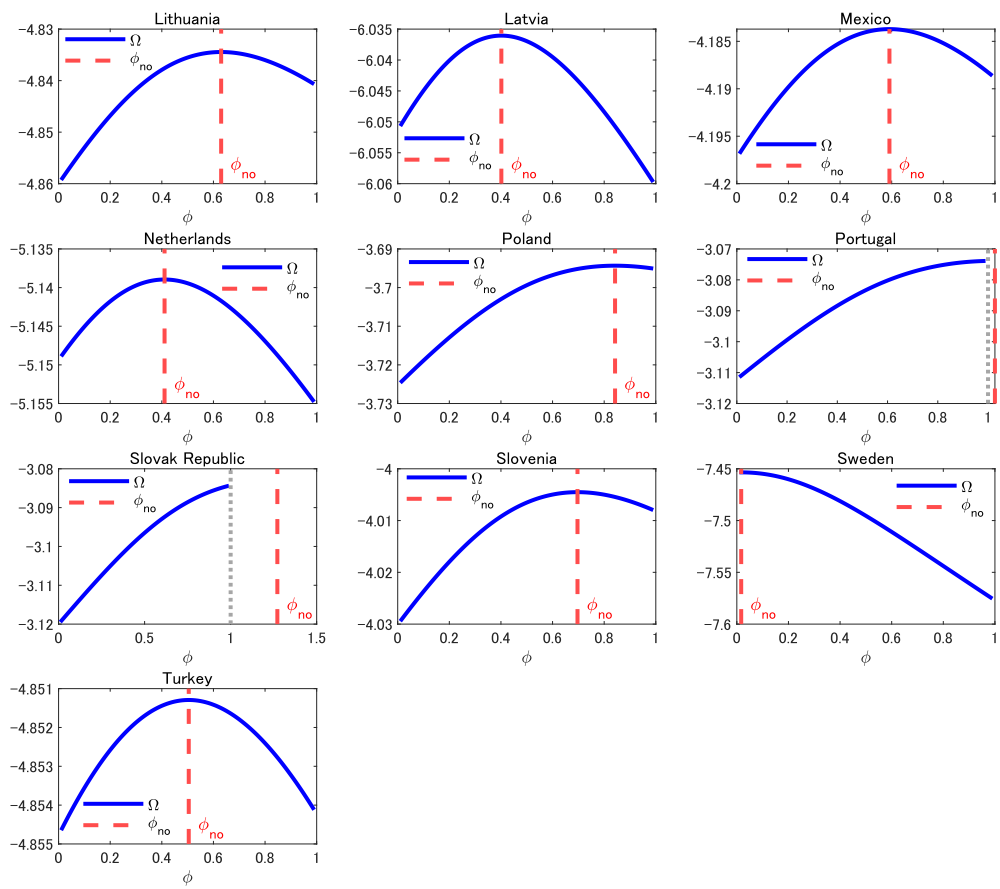 Lithuania
Latvia
Mexico
−4.83
−4.84
−4.85
−4.86
Ω
ϕno
ϕno
0 0.2 0.4 0.6 0.8 1
ϕ
−6.035
−6.04
−6.045
−6.05
−6.055
−6.06
Ω
ϕno
ϕno
0 0.2 0.4 0.6 0.8 1
ϕ
−4.185
−4.19
−4.195
−4.2
Ω
ϕno
ϕno
0 0.2 0.4 0.6 0.8 1
ϕ
Netherlands
Poland
Portugal
−5.135
−5.14
−5.145
−5.15
−5.155
Ω
ϕno
ϕno
0 0.2 0.4 0.6 0.8 1
ϕ
−3.69
−3.7
−3.71
−3.72
−3.73
Ω
ϕno
ϕno
0 0.2 0.4 0.6 0.8 1
ϕ
−3.07
−3.08
−3.09
−3.1
−3.11
−3.12
Ω
ϕno
0 0.2 0.4 0.6 0.8 1
ϕ
Slovak Republic
Slovenia
Sweden
−3.08
−3.09
−3.1
−3.11
−3.12
Ω
ϕno
ϕno
0 0.5 1 1.5
ϕ
−4
−4.01
−4.02
−4.03
Ω
ϕno
ϕno
0 0.2 0.4 0.6 0.8 1
ϕ
−7.45
−7.5
−7.55
−7.6
Ω
ϕno
ϕno
0 0.2 0.4 0.6 0.8 1
ϕ
Turkey
−4.851
−4.852
−4.853
−4.854
−4.855
Ω
ϕno
ϕno
0 0.2 0.4 0.6 0.8 1
ϕ